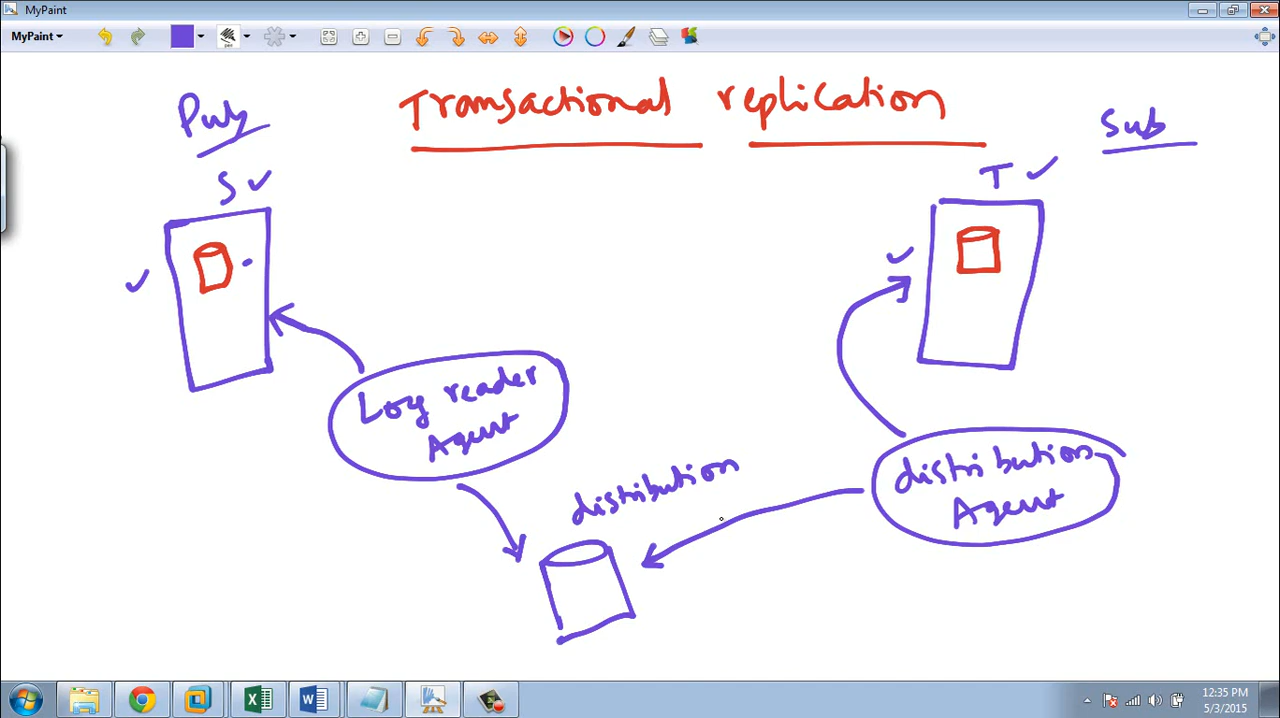 MyPaint
MyPaint
Transactional replication
Pub
Sub
S
T
Log reader
Agent
distribution
distribution
Agent
12:35 PM
5/3/2015